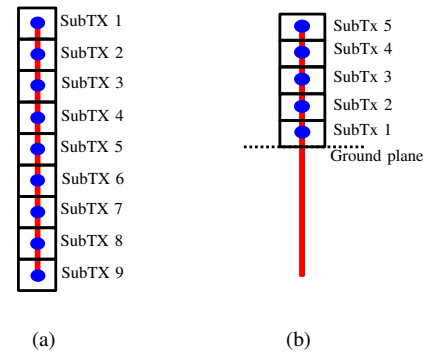 SubTX 1
SubTX 2
SubTX 3
SubTX 4
SubTX 5
SubTX 6
SubTX 7
SubTX 8
SubTX 9
(a)
SubTx 5
SubTx 4
SubTx 3
SubTx 2
SubTx 1
Ground plane
(b)